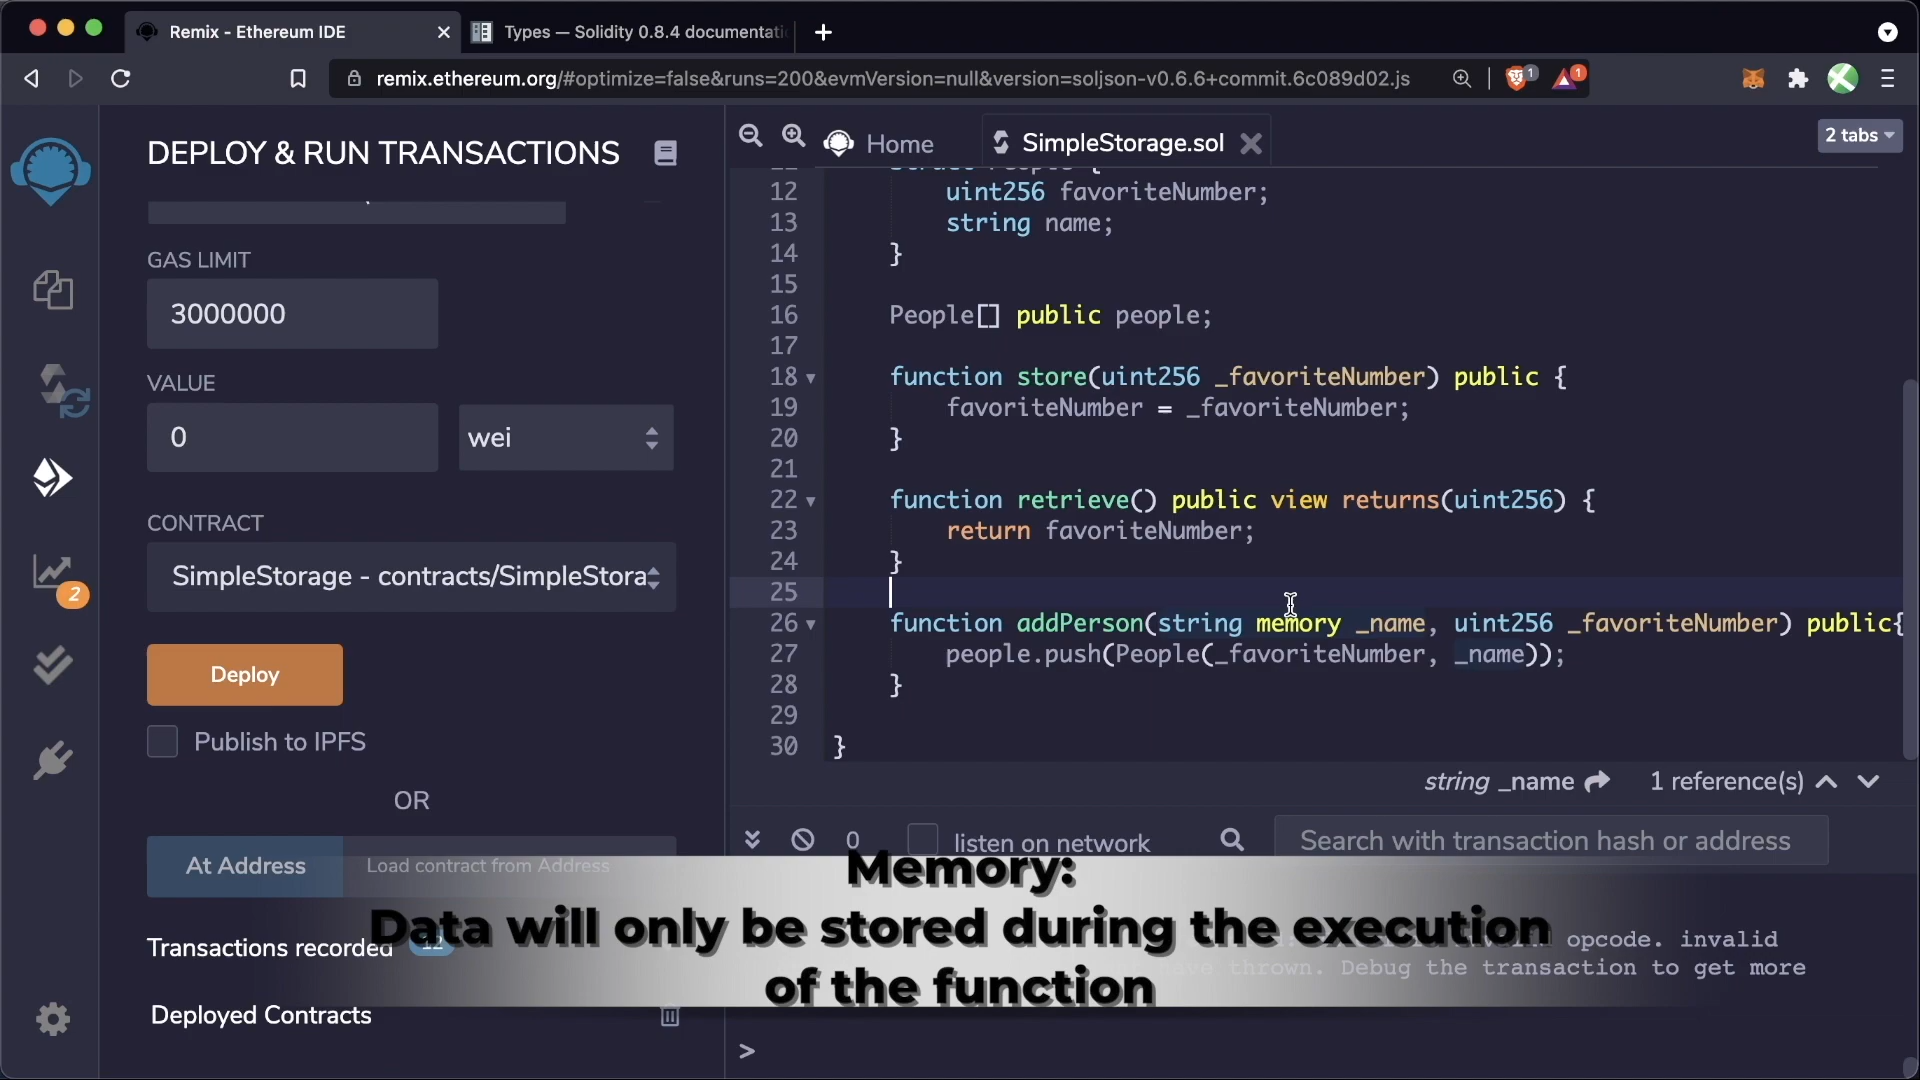 Remix - Ethereum IDE
Types — Solidity 0.8.4 documentati
remix.ethereum.org/#optimize=false&runs=200&evmVersion=null&version=soljson-v0.6.6+commit.6c089d02.js
1
1
DEPLOY & RUN TRANSACTIONS
GAS LIMIT
3000000
VALUE
0
wei
CONTRACT
SimpleStorage - contracts/SimpleStora
2
Deploy
Publish to IPFS
OR
At Address
Load contract from Address
Transactions recorded 12
Deployed Contracts
Home
SimpleStorage.sol
2 tabs
12 uint256 favoriteNumber;
13 string name;
14 }
15
16 People[] public people;
17
18 function store(uint256 _favoriteNumber) public {
19 favoriteNumber = _favoriteNumber;
20 }
21
22 function retrieve() public view returns(uint256) {
23 return favoriteNumber;
24 }
25
26 function addPerson(string memory _name, uint256 _favoriteNumber) public{
27 people.push(People(_favoriteNumber, _name));
28 }
29
30 }
string _name 1 reference(s)
0 listen on network
Search with transaction hash or address
opcode. invalid
thrown. Debug the transaction to get more
>
Memory:
Data will only be stored during the execution
of the function